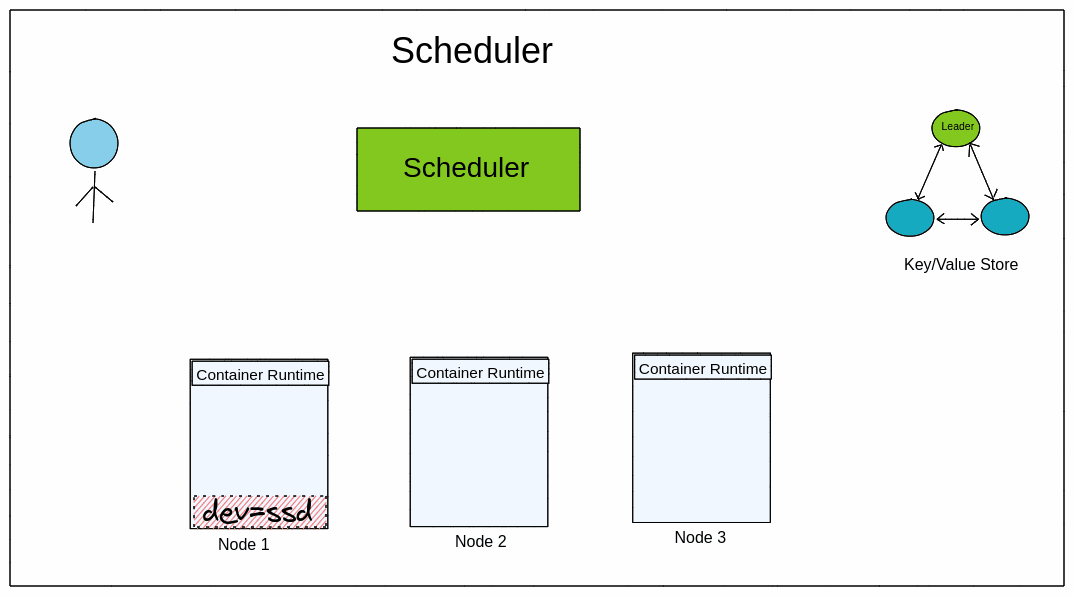 Scheduler
Scheduler
Leader
Key/Value Store
Container Runtime
Container Runtime
Container Runtime
dev=ssd
Node 1
Node 2
Node 3